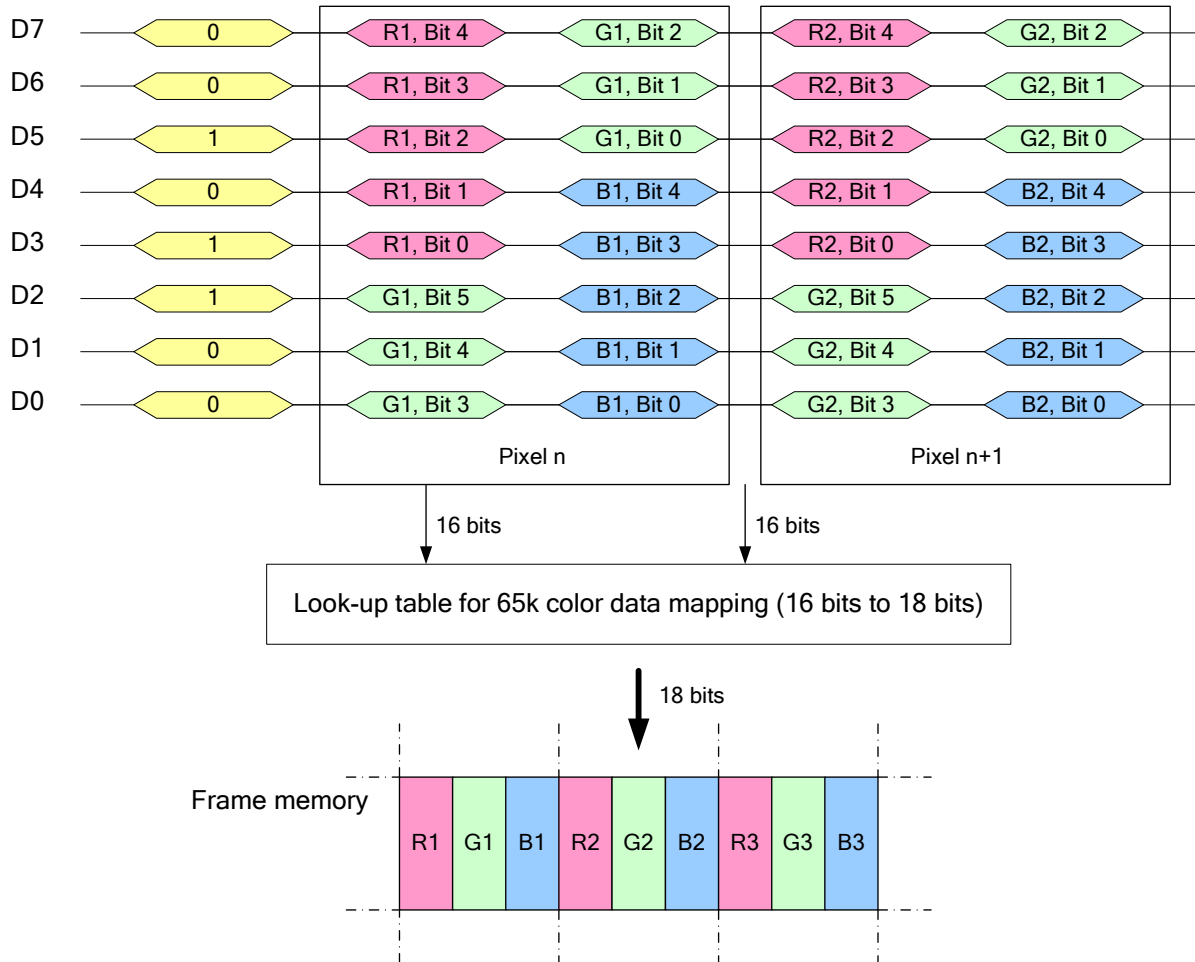 D7 0 R1, Bit 4 G1, Bit 2 R2, Bit 4 G2, Bit 2
D6 0 R1, Bit 3 G1, Bit 1 R2, Bit 3 G2, Bit 1
D5 1 R1, Bit 2 G1, Bit 0 R2, Bit 2 G2, Bit 0
D4 0 R1, Bit 1 B1, Bit 4 R2, Bit 1 B2, Bit 4
D3 1 R1, Bit 0 B1, Bit 3 R2, Bit 0 B2, Bit 3
D2 1 G1, Bit 5 B1, Bit 2 G2, Bit 5 B2, Bit 2
D1 0 G1, Bit 4 B1, Bit 1 G2, Bit 4 B2, Bit 1
D0 0 G1, Bit 3 B1, Bit 0 G2, Bit 3 B2, Bit 0
Pixel n Pixel n+1
16 bits 16 bits
Look-up table for 65k color data mapping (16 bits to 18 bits)
18 bits
Frame memory
R1 G1 B1 R2 G2 B2 R3 G3 B3